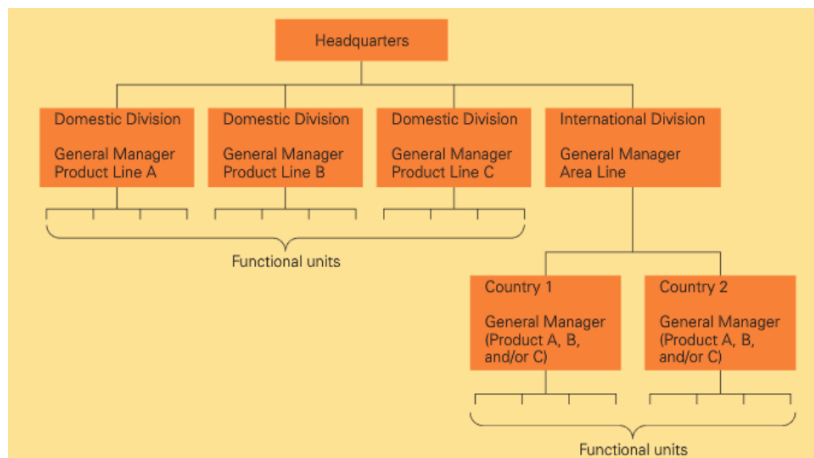 Headquarters
Domestic Division
General Manager
Product Line A
Domestic Division
General Manager
Product Line B
Domestic Division
General Manager
Product Line C
International Division
General Manager
Area Line
Functional units
Country 1
General Manager
(Product A, B,
and/or C)
Country 2
General Manager
(Product A, B,
and/or C)
Functional units